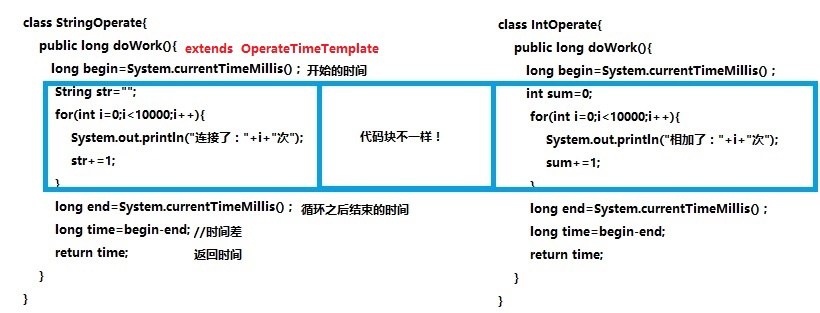 class StringOperate{
public long doWork(){ extends OperateTimeTemplate
long begin=System.currentTimeMillis() ; 开始的时间
String str="";
for(int i=0;i<10000;i++){
System.out.println("连接了："+i+"次");
str+=1;
}
long end=System.currentTimeMillis() ; 循环之后结束的时间
long time=begin-end; //时间差
return time; 返回时间
}
}
代码块不一样！
class IntOperate{
public long doWork(){
long begin=System.currentTimeMillis() ;
int sum=0;
for(int i=0;i<10000;i++){
System.out.println("相加了："+i+"次");
sum+=1;
}
long end=System.currentTimeMillis() ;
long time=begin-end;
return time;
}
}